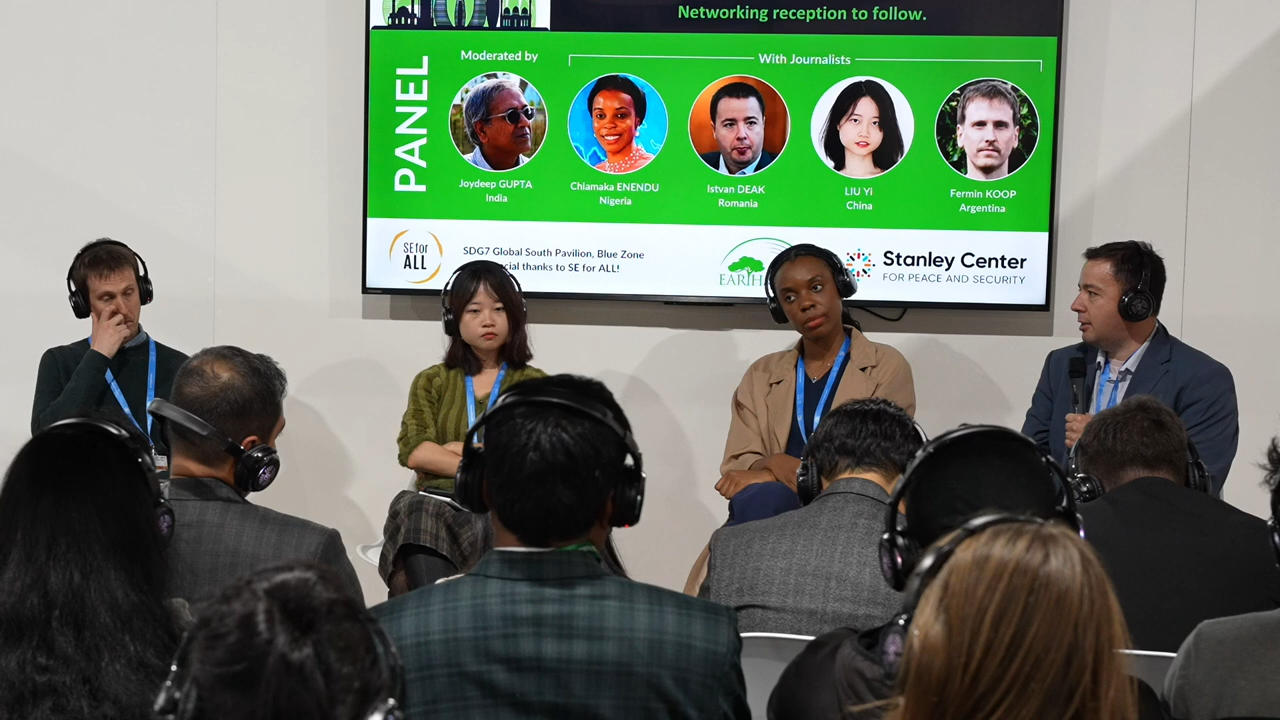 Networking reception to follow.
PANEL
Moderated by
With Journalists
Joydeep GUPTA
India
Chiamaka ENENDU
Nigeria
Istvan DEAK
Romania
LIU Yi
China
Fermin KOOP
Argentina
SE for
ALL
SDG7 Global South Pavilion, Blue Zone
thanks to SE for ALL!
Stanley Center
FOR PEACE AND SECURITY